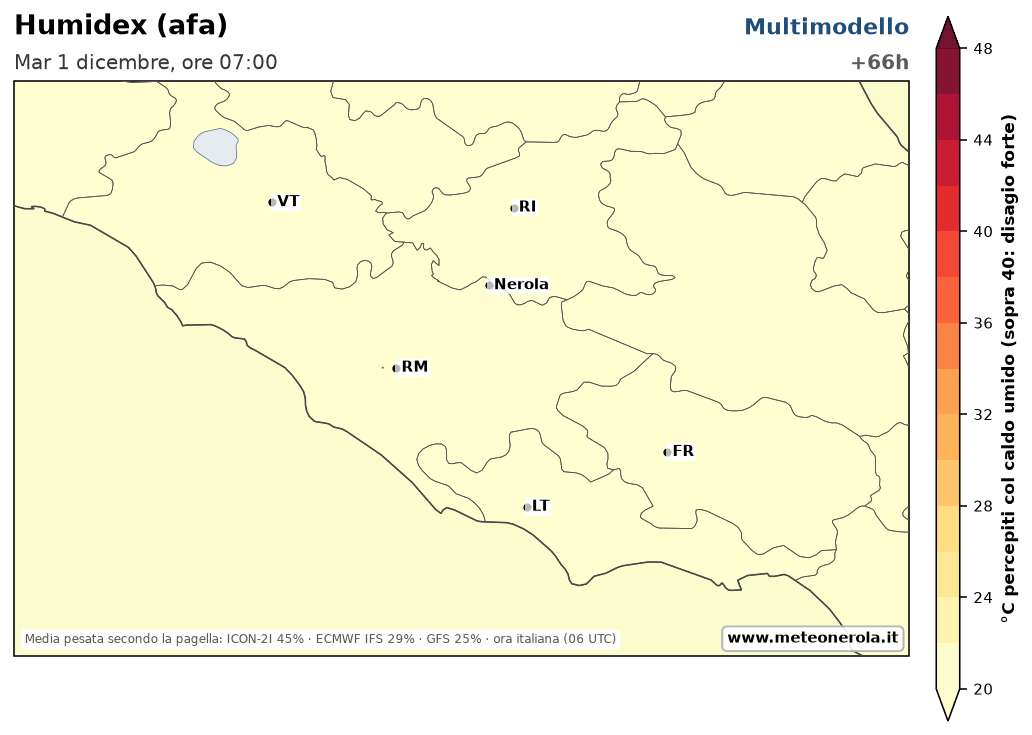 Humidex (afa)
Multimodello
Mar 1 dicembre, ore 07:00
+66h
VT
RI
Nerola
RM
FR
LT
Media pesata secondo la pagella: ICON-2I 45% · ECMWF IFS 29% · GFS 25% · ora italiana (06 UTC)
www.meteonerola.it
48
44
40
36
32
28
24
20
°C percepiti col caldo umido (sopra 40: disagio forte)